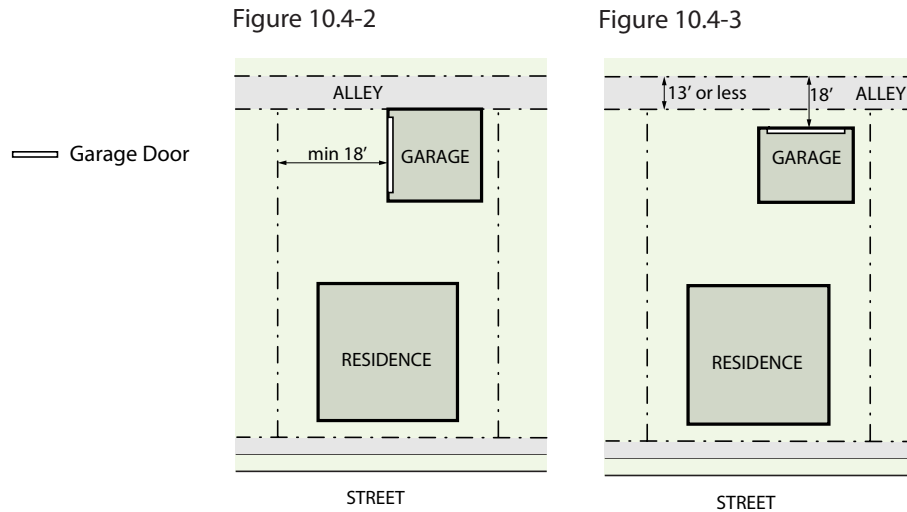 Figure 10.4-2
Figure 10.4-3
Garage Door
ALLEY
min 18’
GARAGE
RESIDENCE
STREET
13’ or less
18’
ALLEY
GARAGE
RESIDENCE
STREET